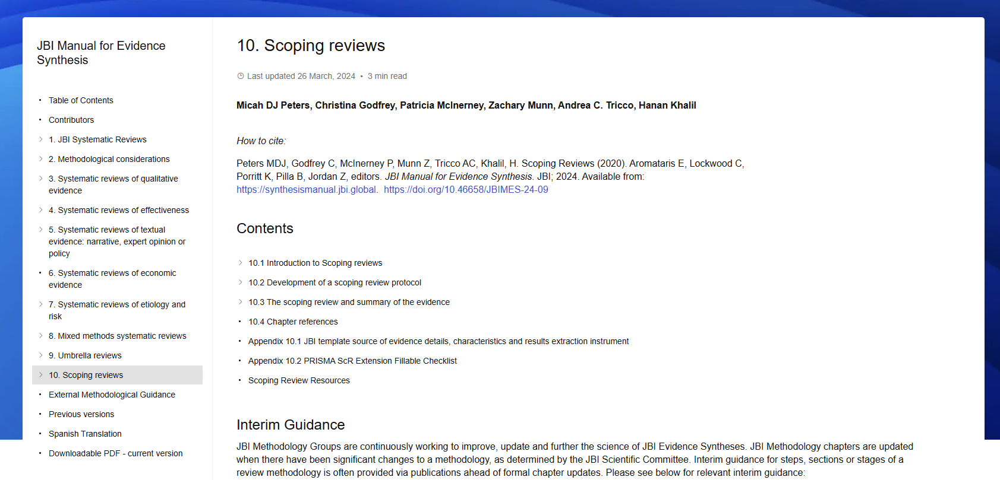 JBI Manual for Evidence
Synthesis
Table of Contents
Contributors
1. JBI Systematic Reviews
2. Methodological considerations
3. Systematic reviews of qualitative
evidence
4. Systematic reviews of effectiveness
5. Systematic reviews of textual
evidence: narrative, expert opinion or
policy
6. Systematic reviews of economic
evidence
7. Systematic reviews of etiology and
risk
8. Mixed methods systematic reviews
9. Umbrella reviews
10. Scoping reviews
External Methodological Guidance
Previous versions
Spanish Translation
Downloadable PDF - current version
10. Scoping reviews
Last updated 26 March, 2024 • 3 min read
Micah DJ Peters, Christina Godfrey, Patricia McInerney, Zachary Munn, Andrea C. Tricco, Hanan Khalil
How to cite:
Peters MDJ, Godfrey C, McInerney P, Munn Z, Tricco AC, Khalil, H. Scoping Reviews (2020). Aromataris E, Lockwood C,
Porritt K, Pilla B, Jordan Z, editors. JBI Manual for Evidence Synthesis. JBI; 2024. Available from:
https://synthesismanual.jbi.global. https://doi.org/10.46658/JBIMES-24-09
Contents
10.1 Introduction to Scoping reviews
10.2 Development of a scoping review protocol
10.3 The scoping review and summary of the evidence
10.4 Chapter references
Appendix 10.1 JBI template source of evidence details, characteristics and results extraction instrument
Appendix 10.2 PRISMA ScR Extension Fillable Checklist
Scoping Review Resources
Interim Guidance
JBI Methodology Groups are continuously working to improve, update and further the science of JBI Evidence Syntheses. JBI Methodology chapters are updated
when there have been significant changes to a methodology, as determined by the JBI Scientific Committee. Interim guidance for steps, sections or stages of a
review methodology is often provided via publications ahead of formal chapter updates. Please see below for relevant interim guidance: